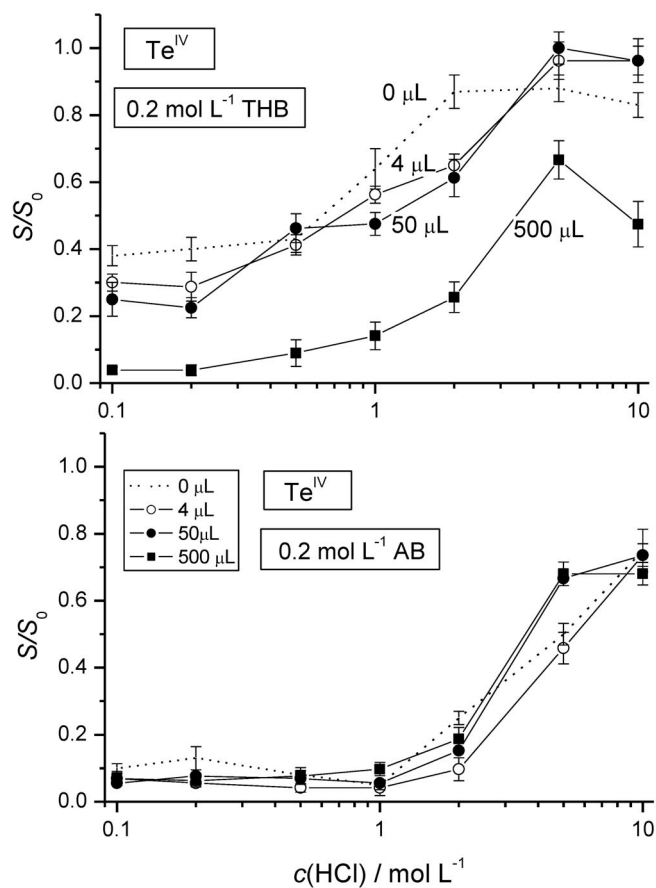 Te^IV
0.2 mol L⁻¹ THB
0 μL
4 μL
50 μL
500 μL
S/S₀
1.0
0.8
0.6
0.4
0.2
0.0
0.1
1
10
0 μL
4 μL
50μL
500 μL
Te^IV
0.2 mol L⁻¹ AB
S/S₀
1.0
0.8
0.6
0.4
0.2
0.0
0.1
1
10
c(HCl) / mol L⁻¹